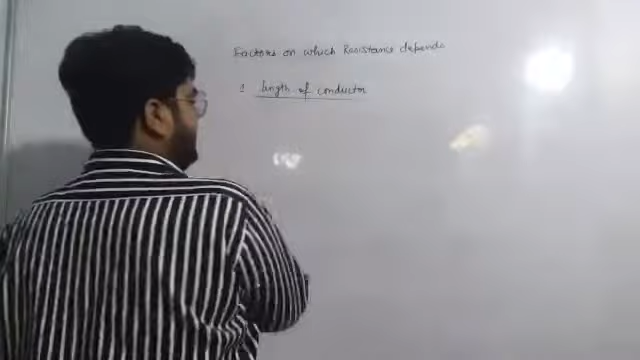 Factors on which Resistance depends
1 length of conductor